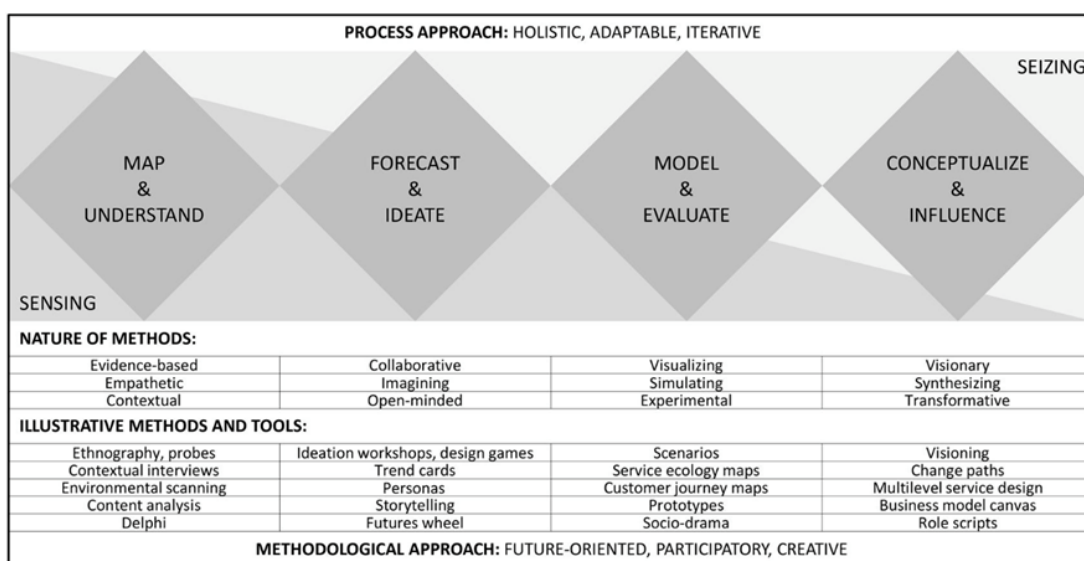 PROCESS APPROACH: HOLISTIC, ADAPTABLE, ITERATIVE
SEIZING
MAP
&
UNDERSTAND
FORECAST
&
IDEATE
MODEL
&
EVALUATE
CONCEPTUALIZE
&
INFLUENCE
SENSING
NATURE OF METHODS:
Evidence-based Collaborative Visualizing Visionary
Empathetic Imagining Simulating Synthesizing
Contextual Open-minded Experimental Transformative
ILLUSTRATIVE METHODS AND TOOLS:
Ethnography, probes Ideation workshops, design games Scenarios Visioning
Contextual interviews Trend cards Service ecology maps Change paths
Environmental scanning Personas Customer journey maps Multilevel service design
Content analysis Storytelling Prototypes Business model canvas
Delphi Futures wheel Socio-drama Role scripts
METHODOLOGICAL APPROACH: FUTURE-ORIENTED, PARTICIPATORY, CREATIVE